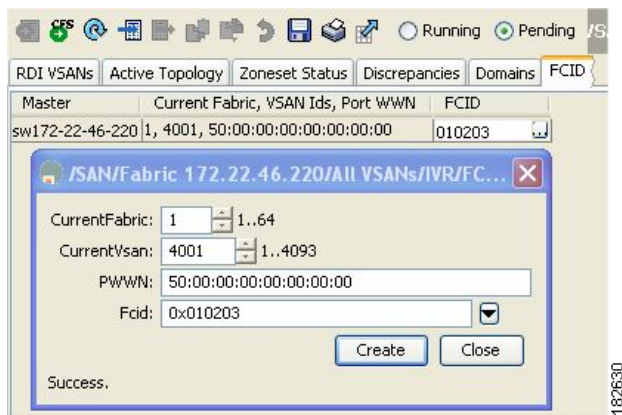 CFS Running Pending VS
RDI VSANs Active Topology Zoneset Status Discrepancies Domains FCID
Master Current Fabric, VSAN Ids, Port WWN FCID
sw172-22-46-220 1, 4001, 50:00:00:00:00:00:00:00 010203 ...
/SAN/Fabric 172.22.46.220/All VSANs/IVR/FC...
CurrentFabric: 1 1..64
CurrentVsan: 4001 1..4093
PWWN: 50:00:00:00:00:00:00:00
Fcid: 0x010203
Create Close
Success.
182630